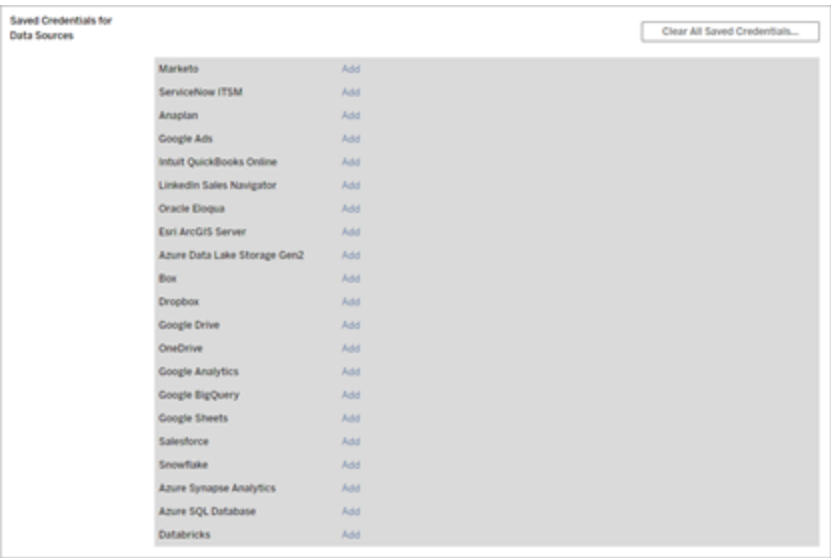 Saved Credentials for
Data Sources
Clear All Saved Credentials...
Marketo Add
ServiceNow ITSM Add
Anaplan Add
Google Ads Add
Intuit QuickBooks Online Add
LinkedIn Sales Navigator Add
Oracle Eloqua Add
Esri ArcGIS Server Add
Azure Data Lake Storage Gen2 Add
Box Add
Dropbox Add
Google Drive Add
OneDrive Add
Google Analytics Add
Google BigQuery Add
Google Sheets Add
Salesforce Add
Snowflake Add
Azure Synapse Analytics Add
Azure SQL Database Add
Databricks Add